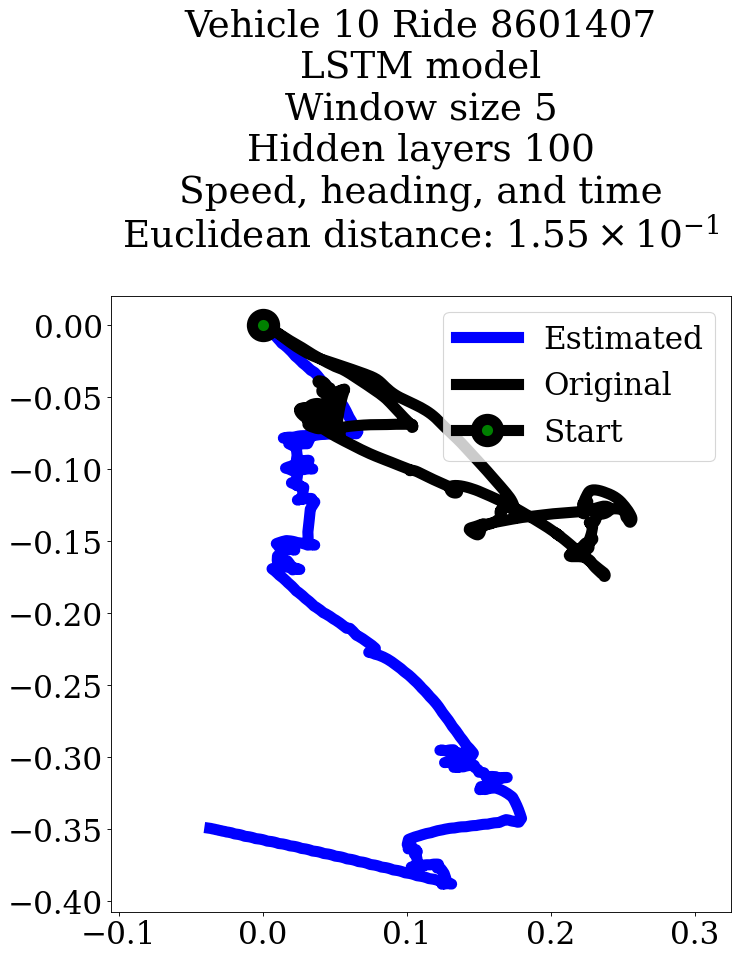 Vehicle 10 Ride 8601407
LSTM model
Window size 5
Hidden layers 100
Speed, heading, and time
Euclidean distance: 1.55 × 10⁻¹
Estimated
Original
Start
0.00
−0.05
−0.10
−0.15
−0.20
−0.25
−0.30
−0.35
−0.40
−0.1 0.0 0.1 0.2 0.3